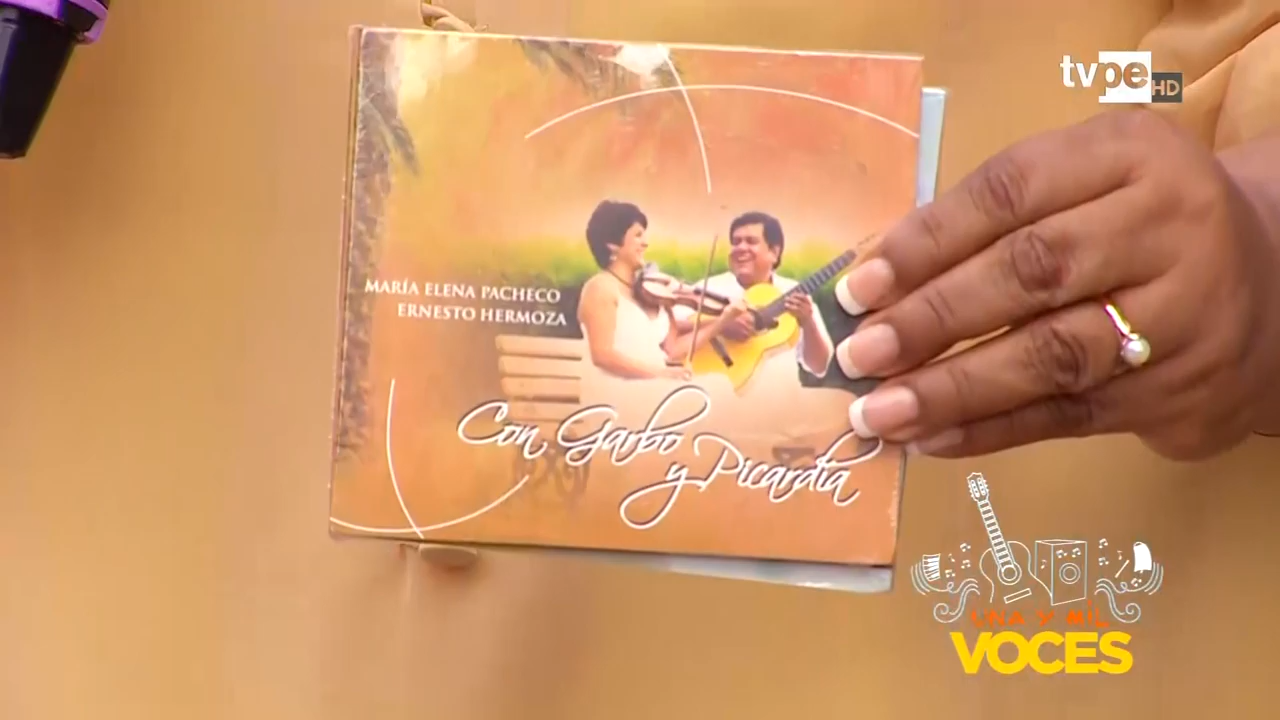 tvpe HD
MARÍA ELENA PACHECO
ERNESTO HERMOZA
Con Garbo
y Picardía
UNA Y MIL
VOCES